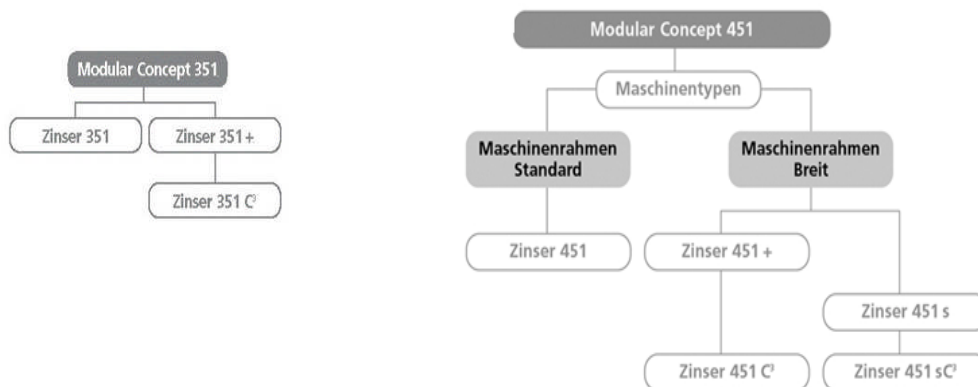 Modular Concept 351
Zinser 351
Zinser 351 +
Zinser 351 C³
Modular Concept 451
Maschinentypen
Maschinenrahmen
Standard
Maschinenrahmen
Breit
Zinser 451
Zinser 451 +
Zinser 451 s
Zinser 451 C³
Zinser 451 sC³